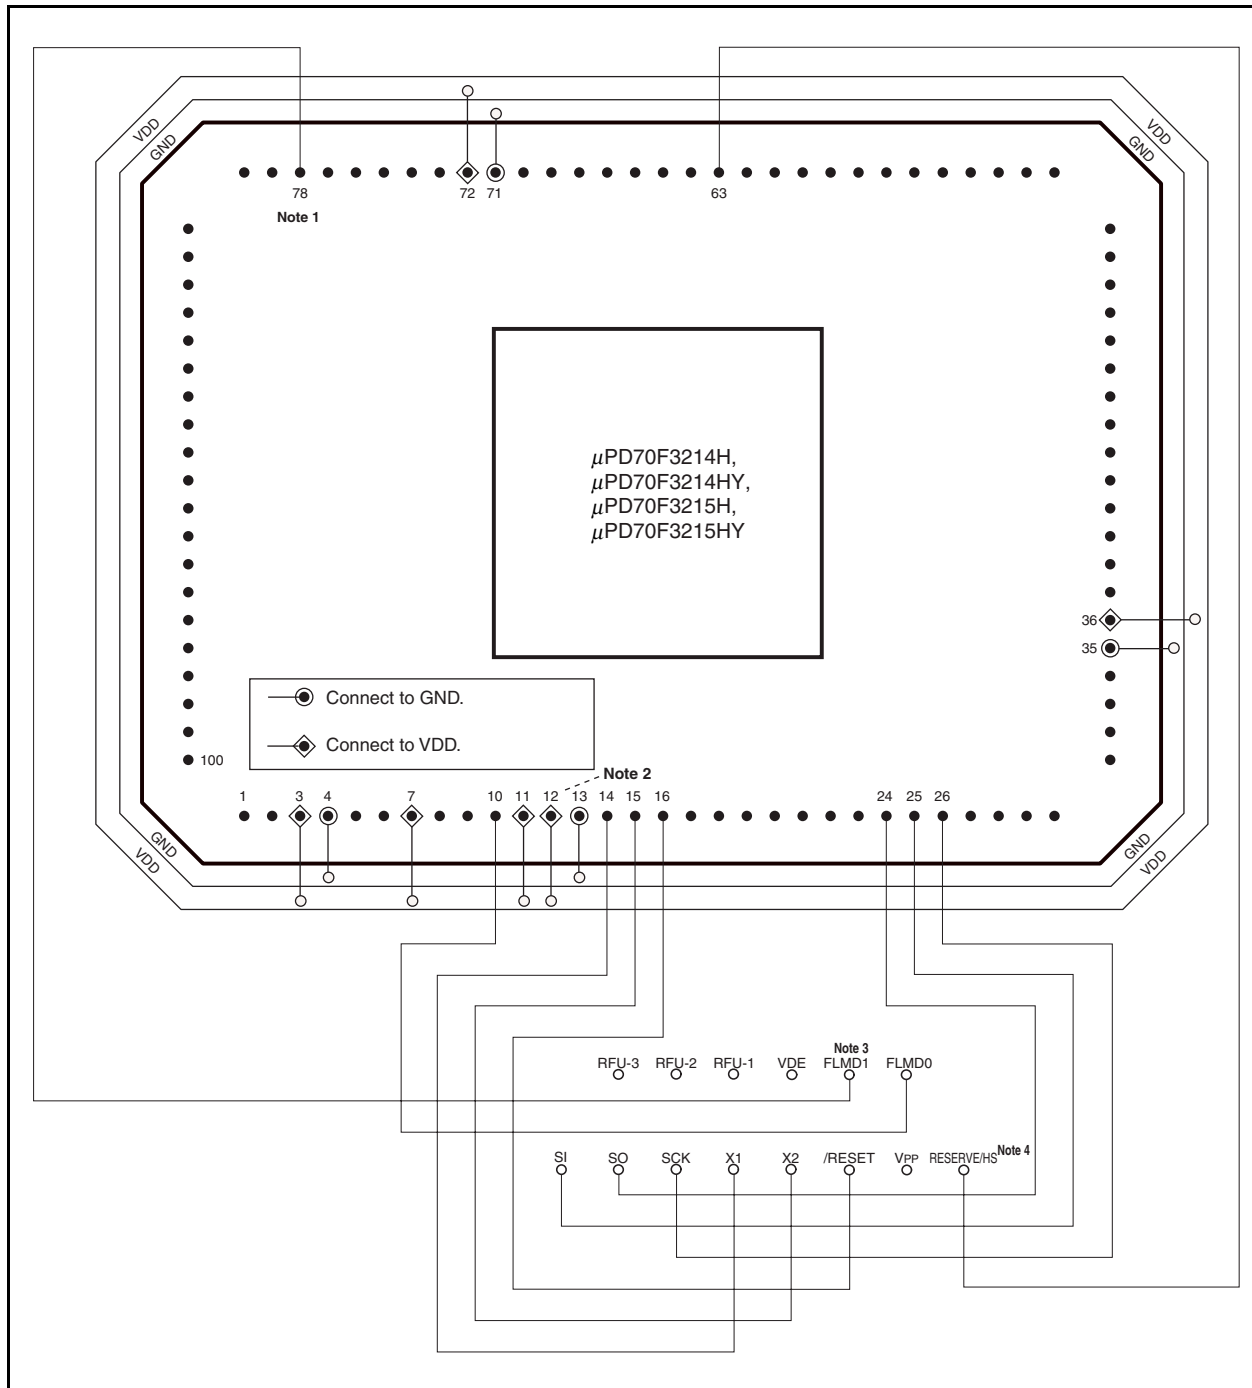 VDD
GND
VDD
GND
78
72
71
63
Note 1
µPD70F3214H,
µPD70F3214HY,
µPD70F3215H,
µPD70F3215HY
36
35
Connect to GND.
Connect to VDD.
100
Note 2
1
3
4
7
10
11
12
13
14
15
16
24
25
26
GND
VDD
GND
VDD
Note 3
RFU-3
RFU-2
RFU-1
VDE
FLMD1
FLMD0
SI
SO
SCK
X1
X2
/RESET
VPP
RESERVE/HS Note 4